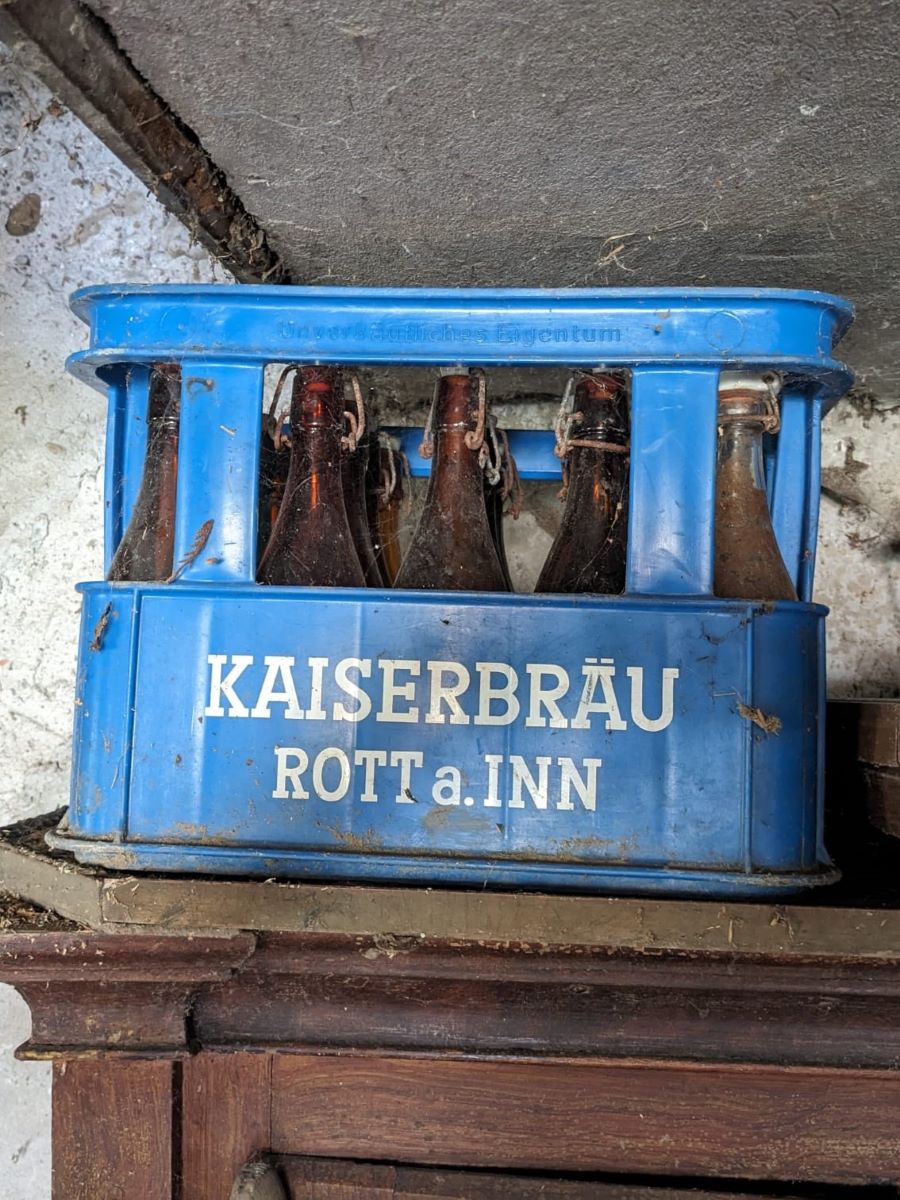 Unverkäufliches Eigentum
KAISERBRÄU
ROTT a. INN